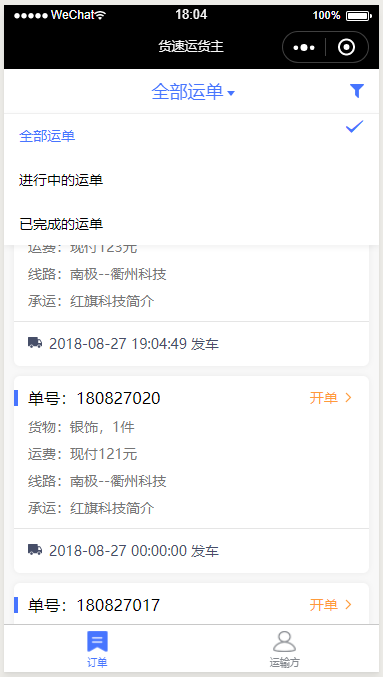 WeChat 18:04 100%
货速运货主
全部运单
全部运单
进行中的运单
已完成的运单
运费：现付123元
线路：南极--衢州科技
承运：红旗科技简介
2018-08-27 19:04:49 发车
单号：180827020 开单
货物：银饰，1件
运费：现付121元
线路：南极--衢州科技
承运：红旗科技简介
2018-08-27 00:00:00 发车
单号：180827017 开单
订单 运输方